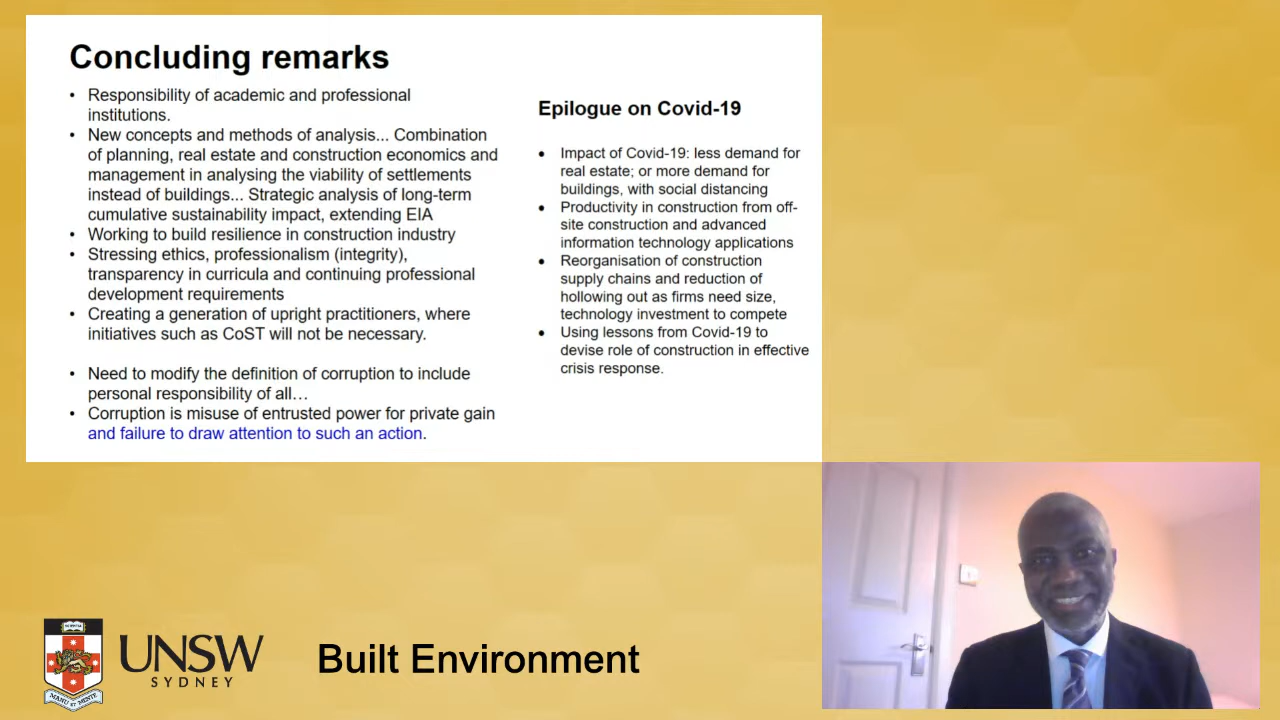 Concluding remarks
• Responsibility of academic and professional
institutions.
• New concepts and methods of analysis... Combination
of planning, real estate and construction economics and
management in analysing the viability of settlements
instead of buildings... Strategic analysis of long-term
cumulative sustainability impact, extending EIA
• Working to build resilience in construction industry
• Stressing ethics, professionalism (integrity),
transparency in curricula and continuing professional
development requirements
• Creating a generation of upright practitioners, where
initiatives such as CoST will not be necessary.
• Need to modify the definition of corruption to include
personal responsibility of all…
• Corruption is misuse of entrusted power for private gain
and failure to draw attention to such an action.
Epilogue on Covid-19
• Impact of Covid-19: less demand for
real estate; or more demand for
buildings, with social distancing
• Productivity in construction from off-
site construction and advanced
information technology applications
• Reorganisation of construction
supply chains and reduction of
hollowing out as firms need size,
technology investment to compete
• Using lessons from Covid-19 to
devise role of construction in effective
crisis response.
UNSW
SYDNEY
MANU ET MENTE
Built Environment